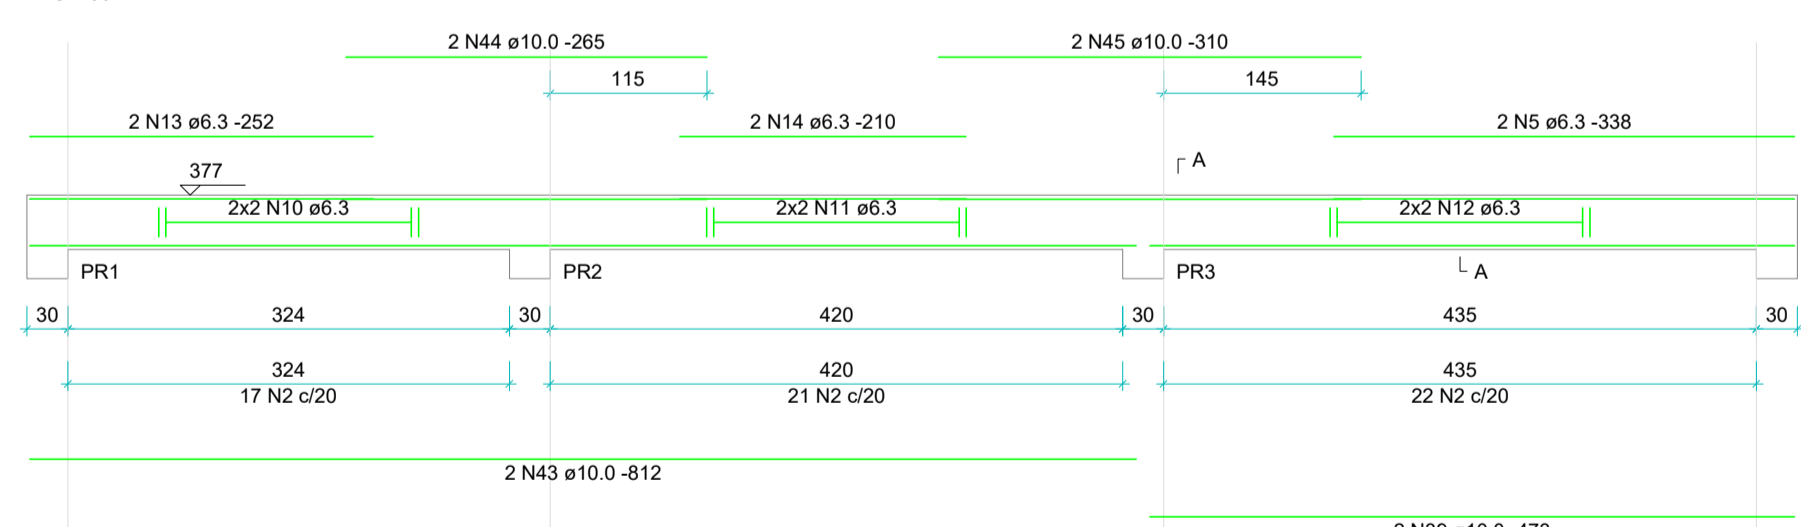 2 N44 ø10.0 -265
2 N45 ø10.0 -310
115
145
2 N13 ø6.3 -252
2 N14 ø6.3 -210
2 N5 ø6.3 -338
A
377
2x2 N10 ø6.3
2x2 N11 ø6.3
2x2 N12 ø6.3
PR1
PR2
PR3
A
30
324
30
420
30
435
30
324
420
435
17 N2 c/20
21 N2 c/20
22 N2 c/20
2 N43 ø10.0 -812